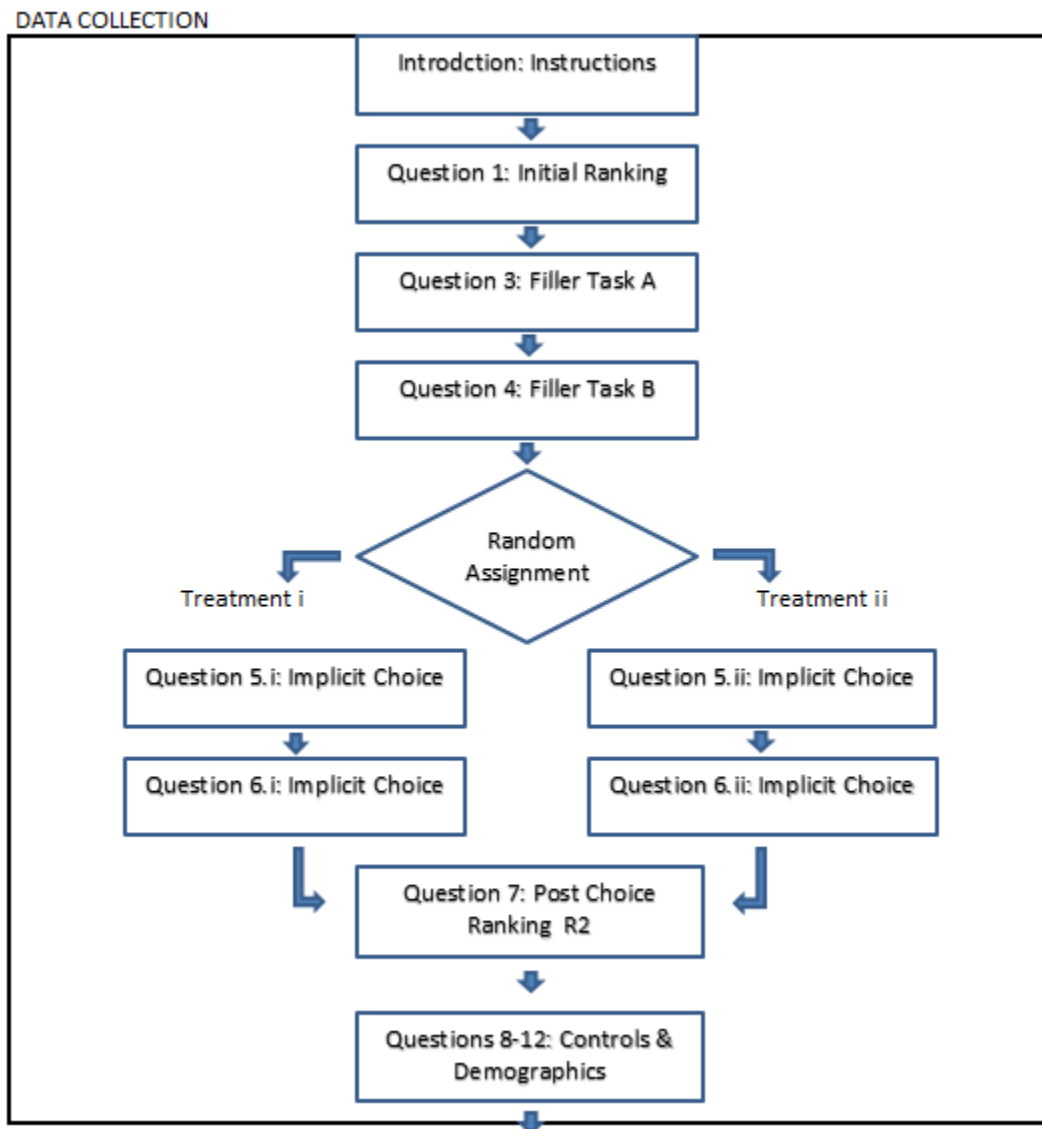 DATA COLLECTION
Introdction: Instructions
Question 1: Initial Ranking
Question 3: Filler Task A
Question 4: Filler Task B
Random
Assignment
Treatment i
Treatment ii
Question 5.i: Implicit Choice
Question 5.ii: Implicit Choice
Question 6.i: Implicit Choice
Question 6.ii: Implicit Choice
Question 7: Post Choice
Ranking R2
Questions 8-12: Controls &
Demographics